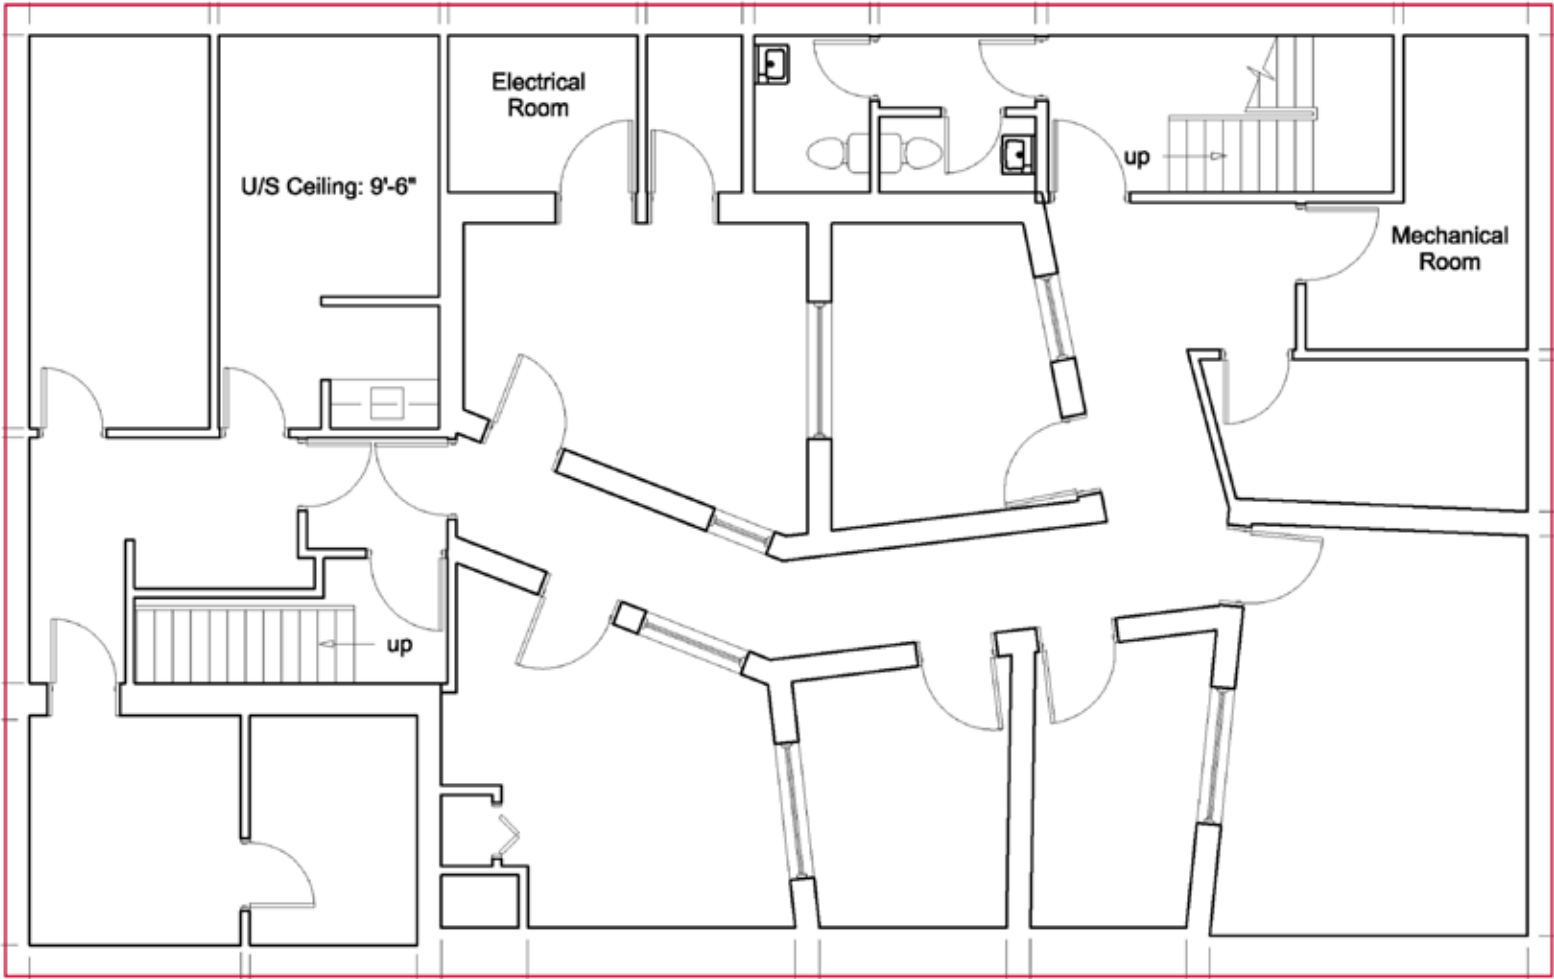 Electrical
Room
U/S Ceiling: 9'-6"
up
Mechanical
Room
up